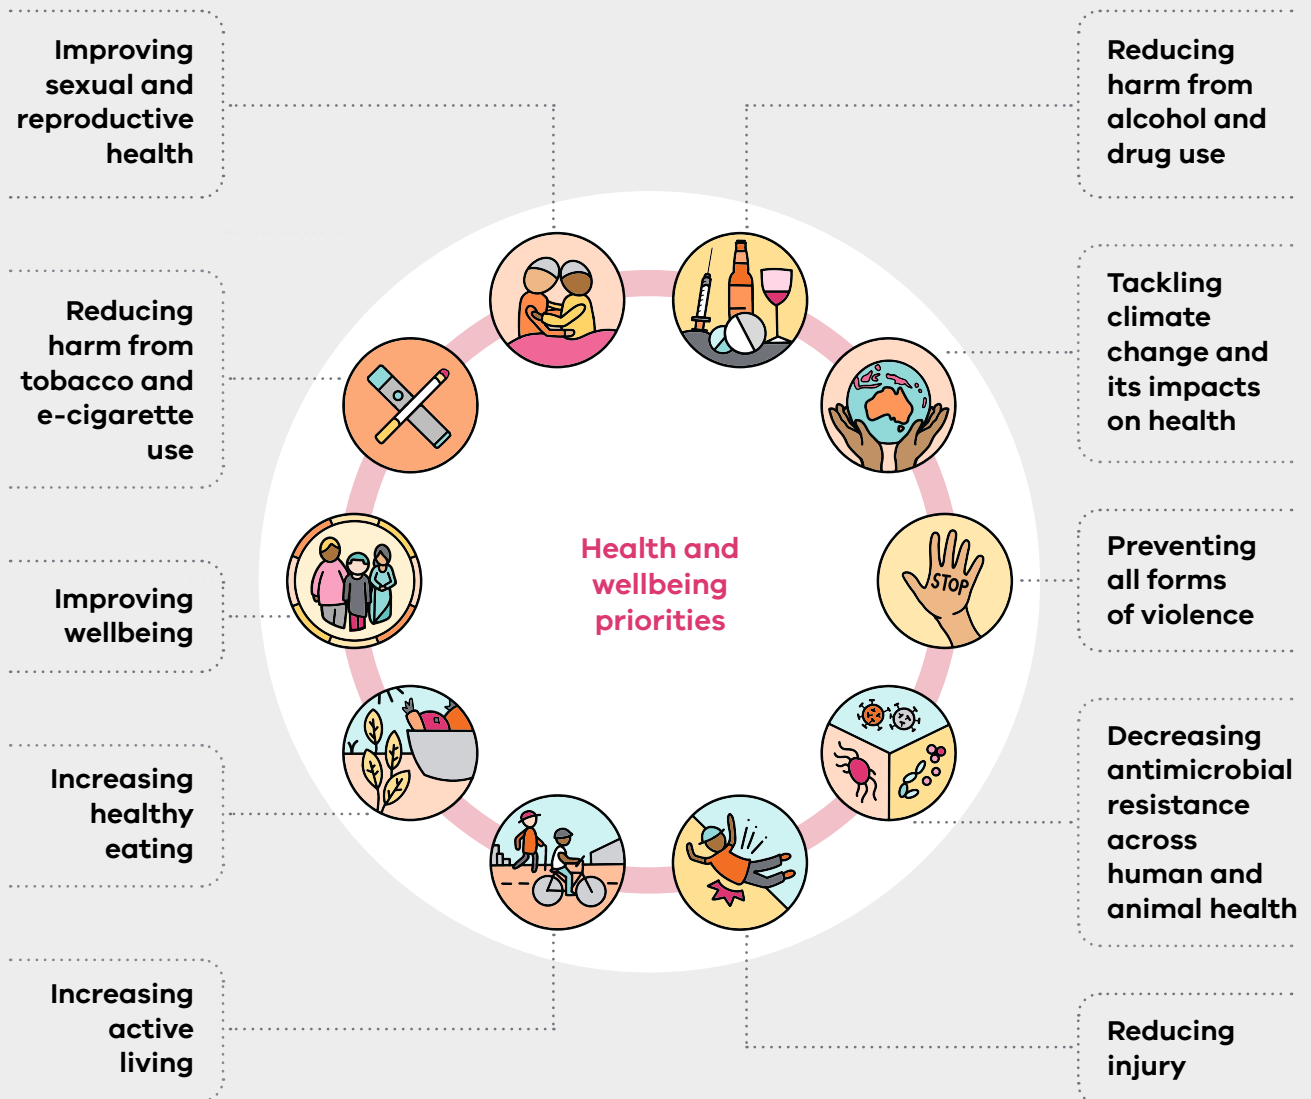 Improving
sexual and
reproductive
health
Reducing
harm from
tobacco and
e-cigarette
use
Improving
wellbeing
Increasing
healthy
eating
Increasing
active
living
Health and
wellbeing
priorities
STOP
Reducing
harm from
alcohol and
drug use
Tackling
climate
change and
its impacts
on health
Preventing
all forms
of violence
Decreasing
antimicrobial
resistance
across
human and
animal health
Reducing
injury